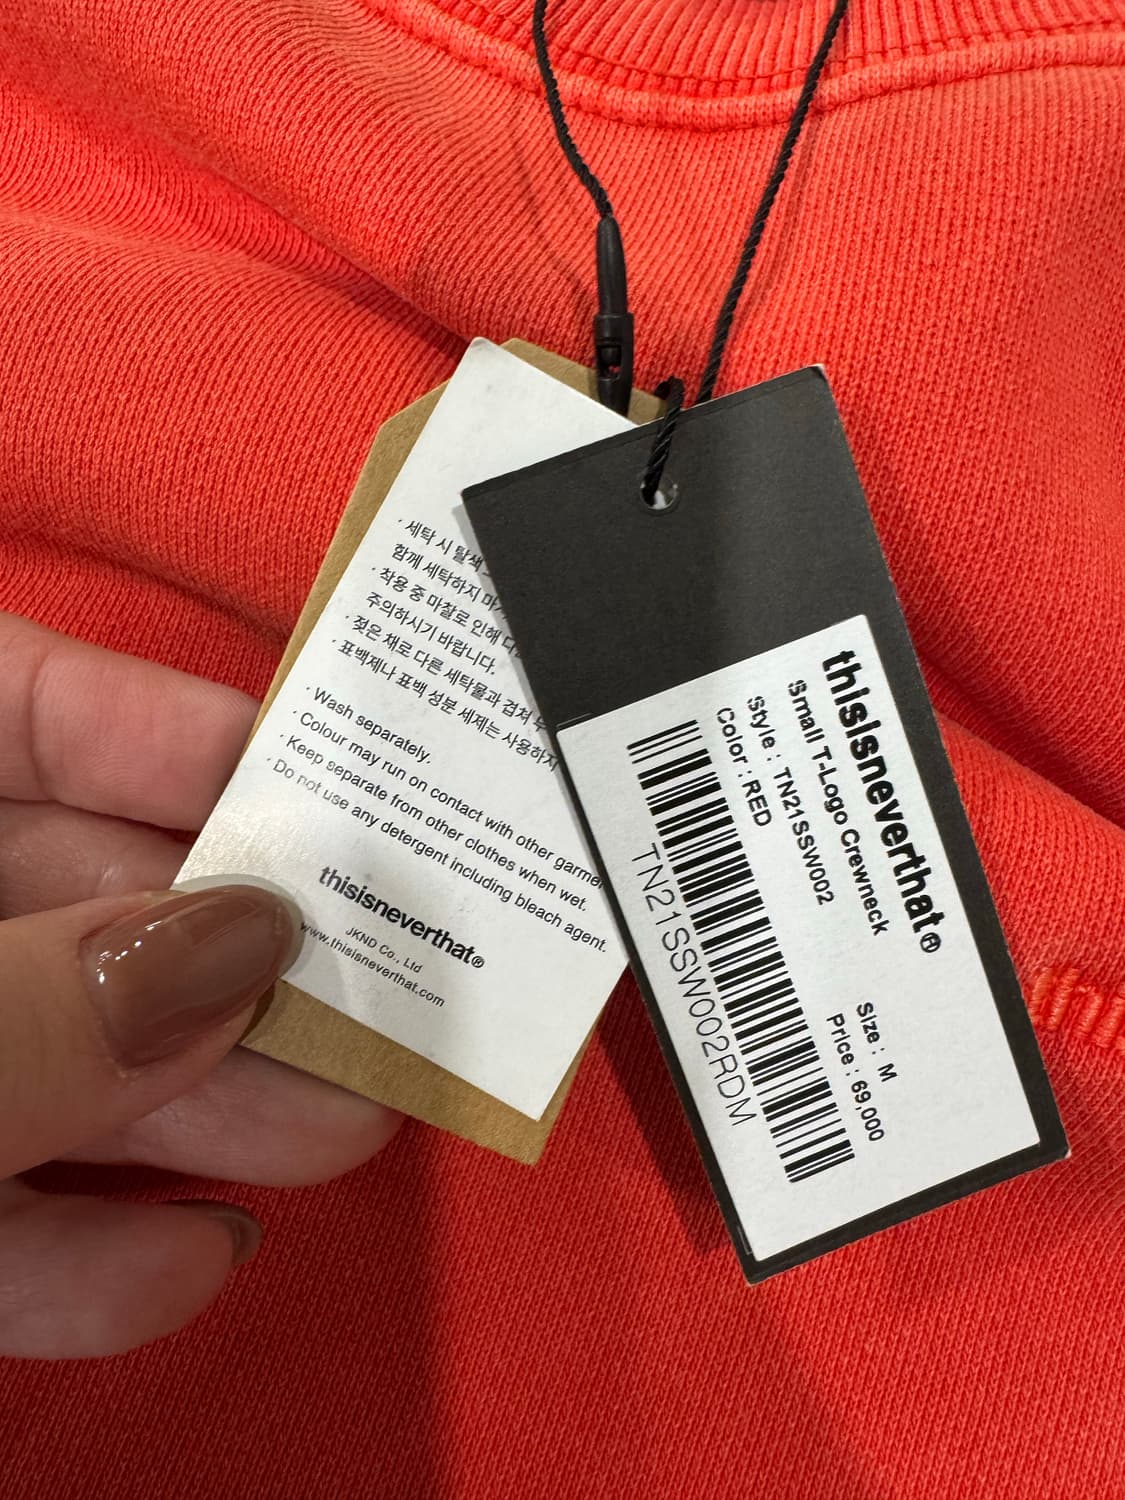 · 세탁 시 탈색
함께 세탁하지
· 착용 중 마찰로 인해
주의하시기 바랍니다.
· 젖은 채로 다른 세탁물과 겹쳐
· 표백제나 표백 성분 세제는 사용하지
· Wash separately.
· Colour may run on contact with other
· Keep separate from other clothes when wet.
· Do not use any detergent including bleach agent.
thisisneverthat®
JKND Co., Ltd
www.thisisneverthat.com
thisisneverthat®
Small T-Logo Crewneck
Style : TN21SSW002
Color : RED
Size : M
Price : 69,000
TN21SSW002RDM